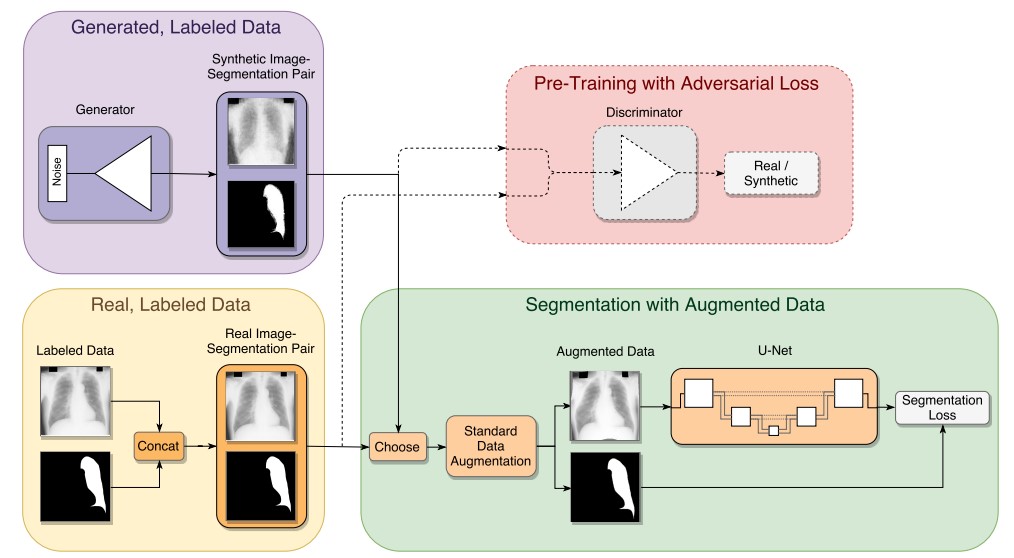 Generated, Labeled Data
Synthetic Image-
Segmentation Pair
Generator
Noise
Pre-Training with Adversarial Loss
Discriminator
Real /
Synthetic
Real, Labeled Data
Labeled Data
Real Image-
Segmentation Pair
Concat
Segmentation with Augmented Data
Choose
Standard
Data
Augmentation
Augmented Data
U-Net
Segmentation
Loss